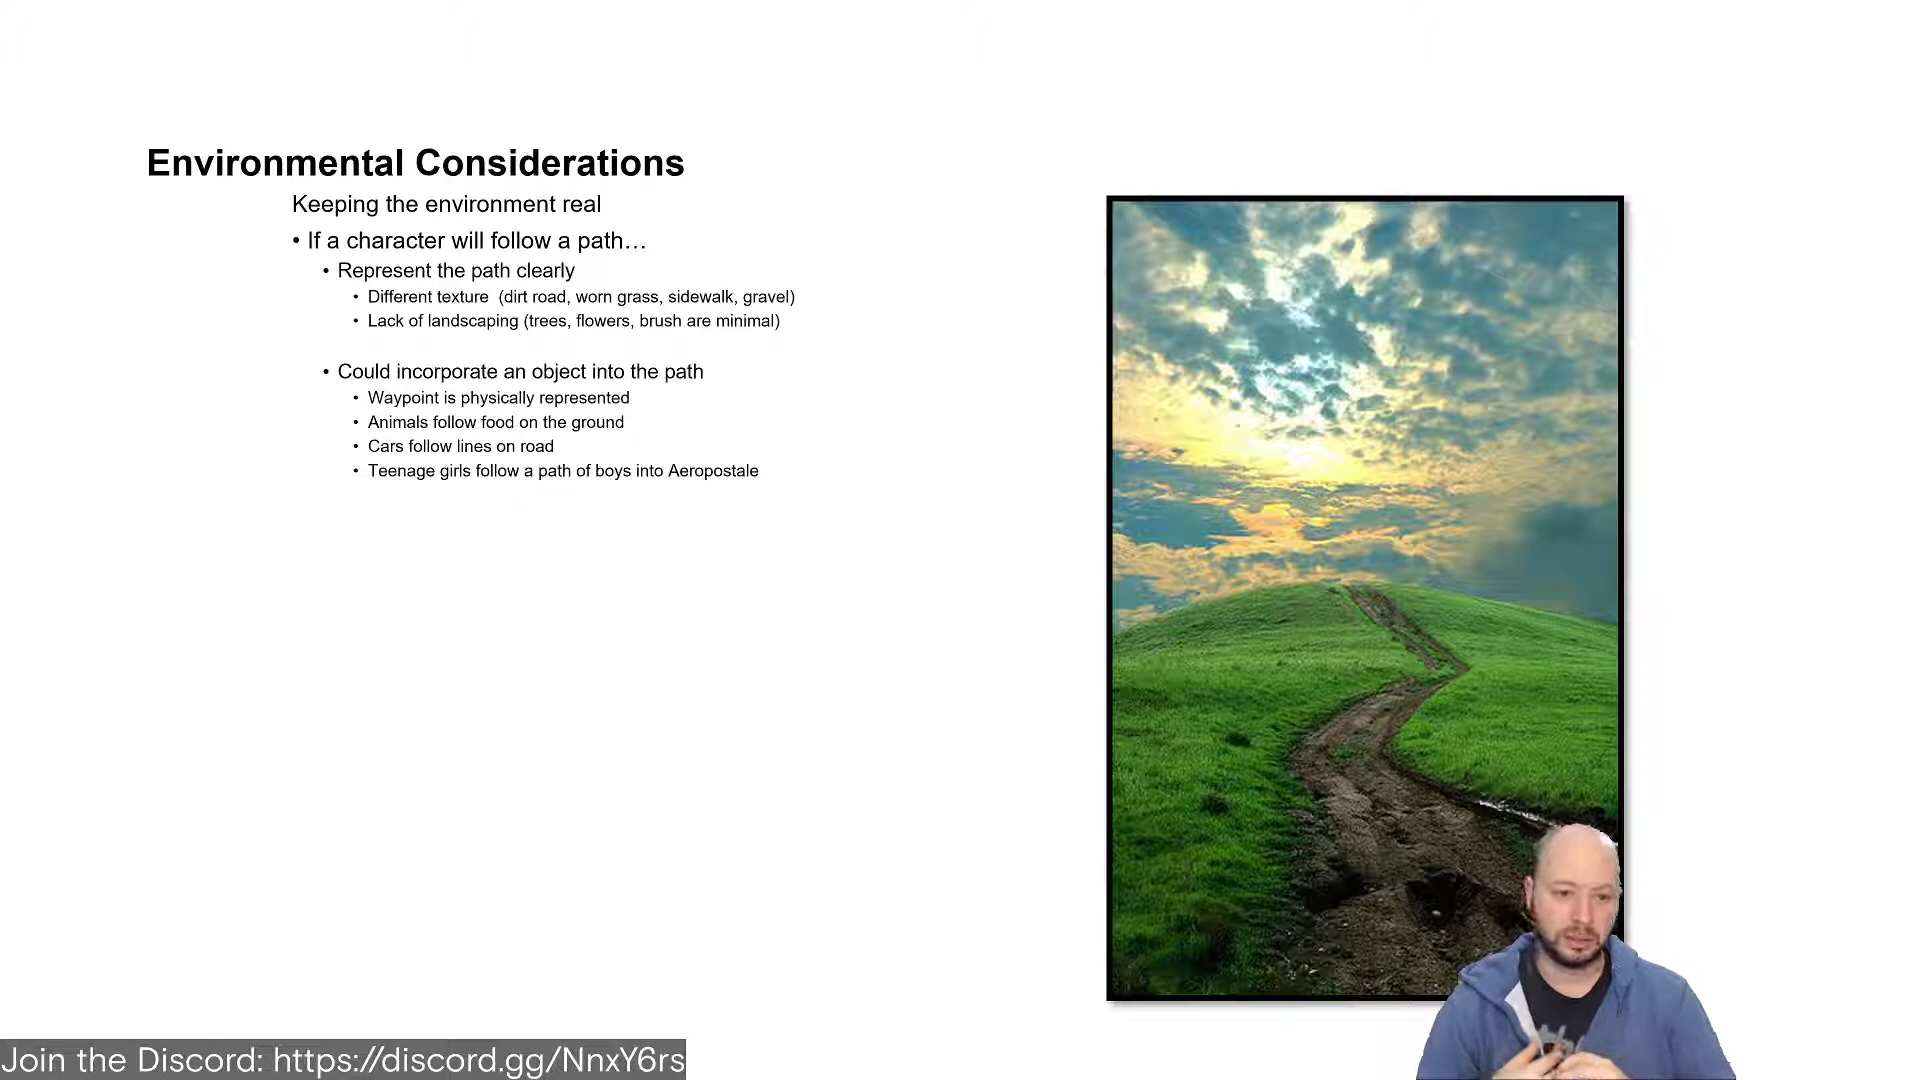 Environmental Considerations
Keeping the environment real
• If a character will follow a path…
• Represent the path clearly
• Different texture (dirt road, worn grass, sidewalk, gravel)
• Lack of landscaping (trees, flowers, brush are minimal)
• Could incorporate an object into the path
• Waypoint is physically represented
• Animals follow food on the ground
• Cars follow lines on road
• Teenage girls follow a path of boys into Aeropostale
Join the Discord: https://discord.gg/NnxY6rs